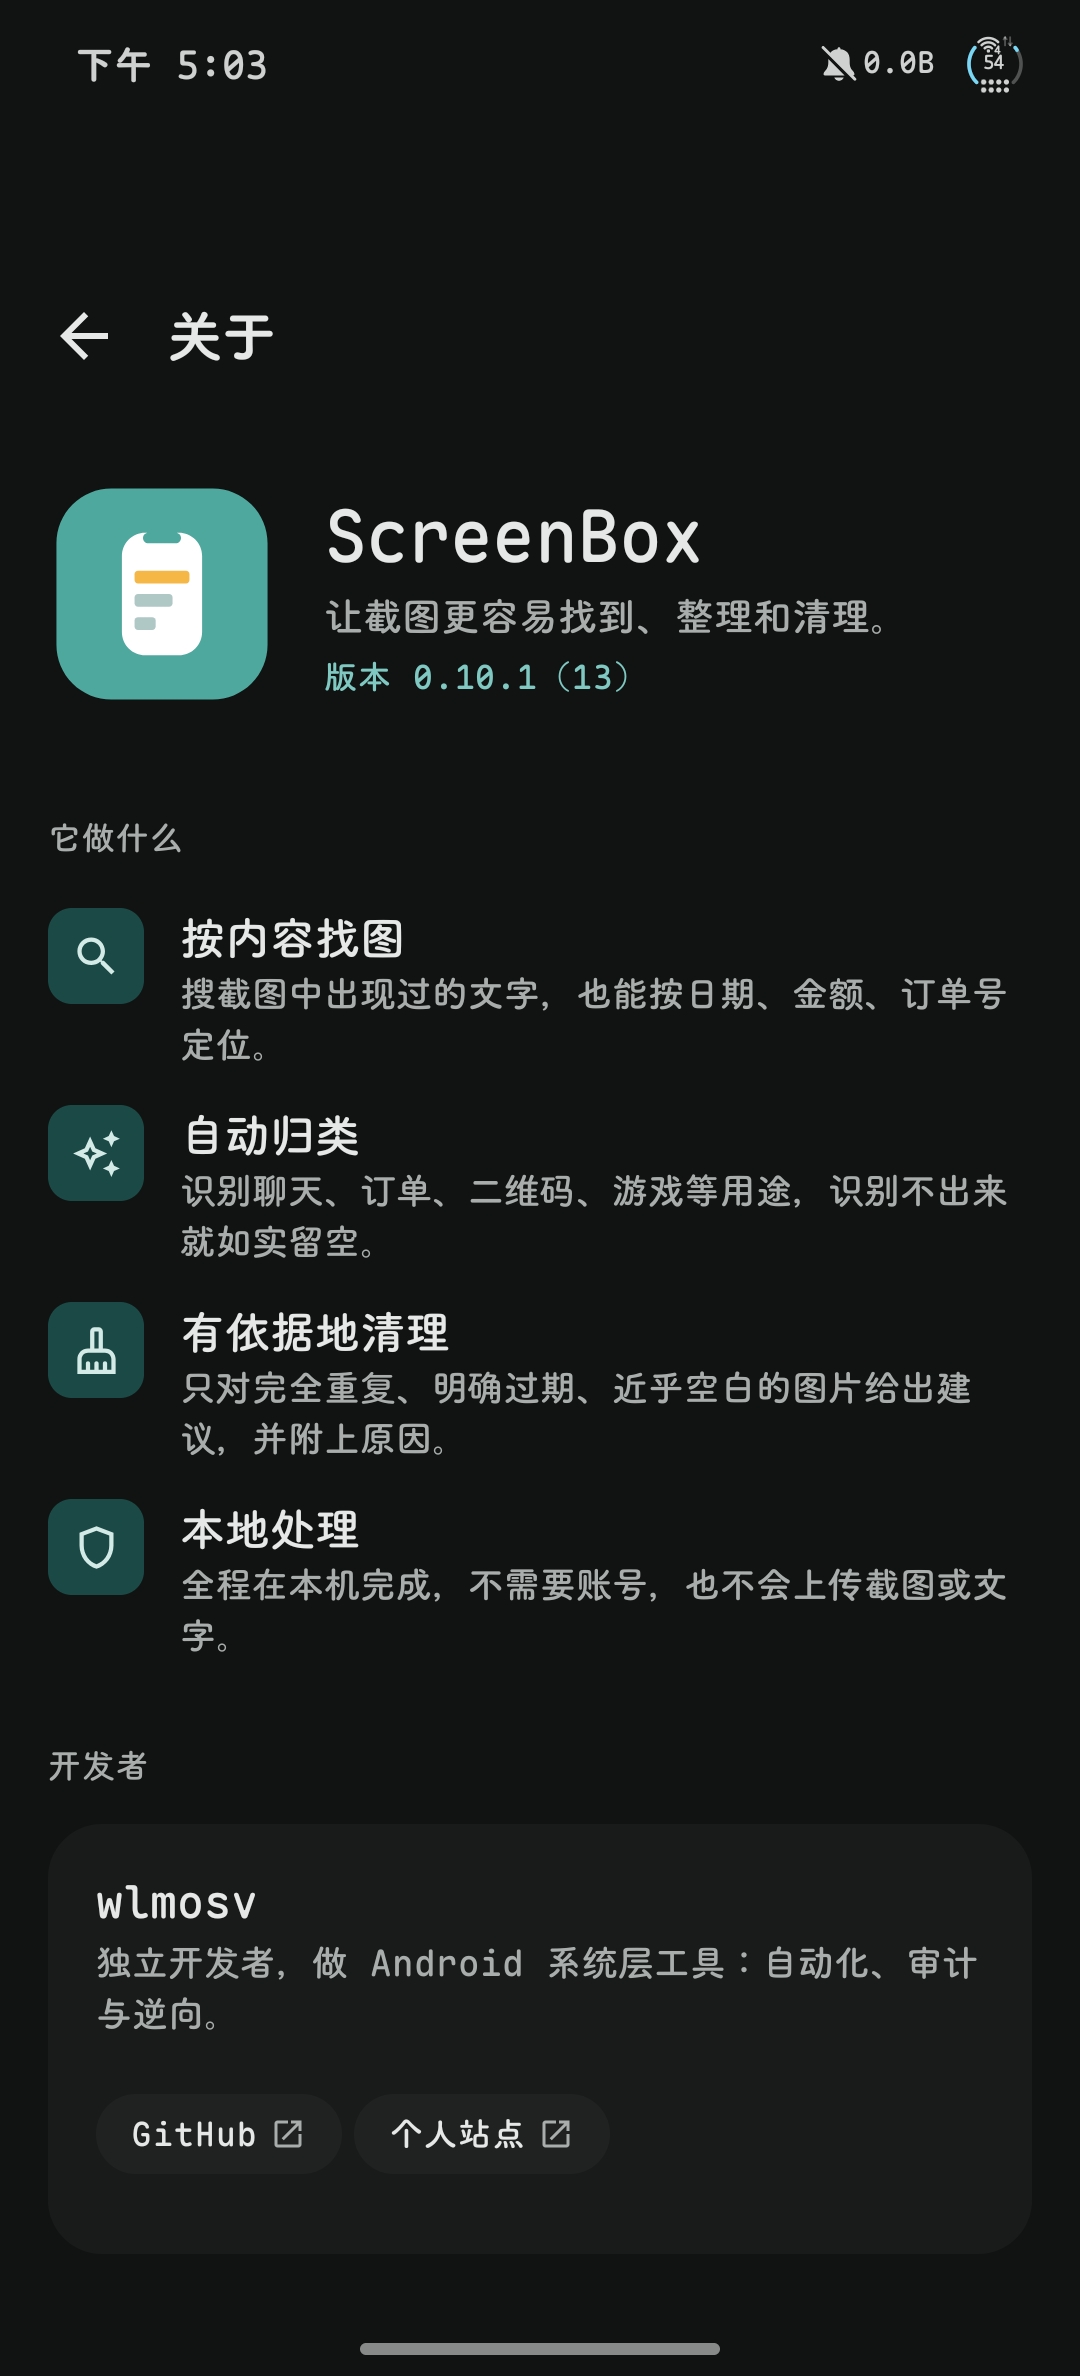 下午 5:03
0.0B
54
关于
ScreenBox
让截图更容易找到、整理和清理。
版本 0.10.1（13）
它做什么
按内容找图
搜截图中出现过的文字，也能按日期、金额、订单号
定位。
自动归类
识别聊天、订单、二维码、游戏等用途，识别不出来
就如实留空。
有依据地清理
只对完全重复、明确过期、近乎空白的图片给出建
议，并附上原因。
本地处理
全程在本机完成，不需要账号，也不会上传截图或文
字。
开发者
wlmosv
独立开发者，做 Android 系统层工具：自动化、审计
与逆向。
GitHub
个人站点